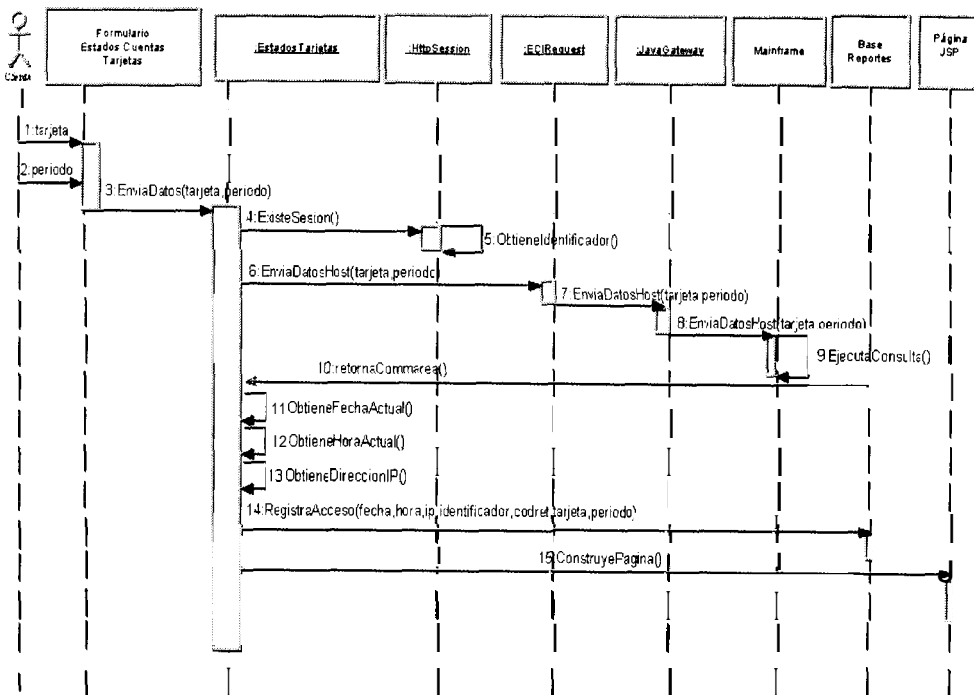 Formulario
Estados Cuentas
Tarjetas
:EstadosTarjetas
:HttpSession
:ECIRequest
:JavaGateway
Mainframe
Base
Reportes
Página
JSP
1:tarjeta
2:periodo
3:EnviaDatos(tarjeta,periodo)
4:ExisteSesion()
5:ObtieneIdentificador()
6:EnviaDatosHost(tarjeta,periodo)
7:EnviaDatosHost(tarjeta periodo)
8:EnviaDatosHost(tarjeta periodo)
9:EjecutaConsulta()
10:retornaCommarea()
11 ObtieneFechaActual()
12 ObtieneHoraActual()
13 ObtieneDireccionIP()
14:RegistraAcceso(fecha,hora,ip,identificador,codret,tarjeta,periodo)
15:ConstruyePagina()